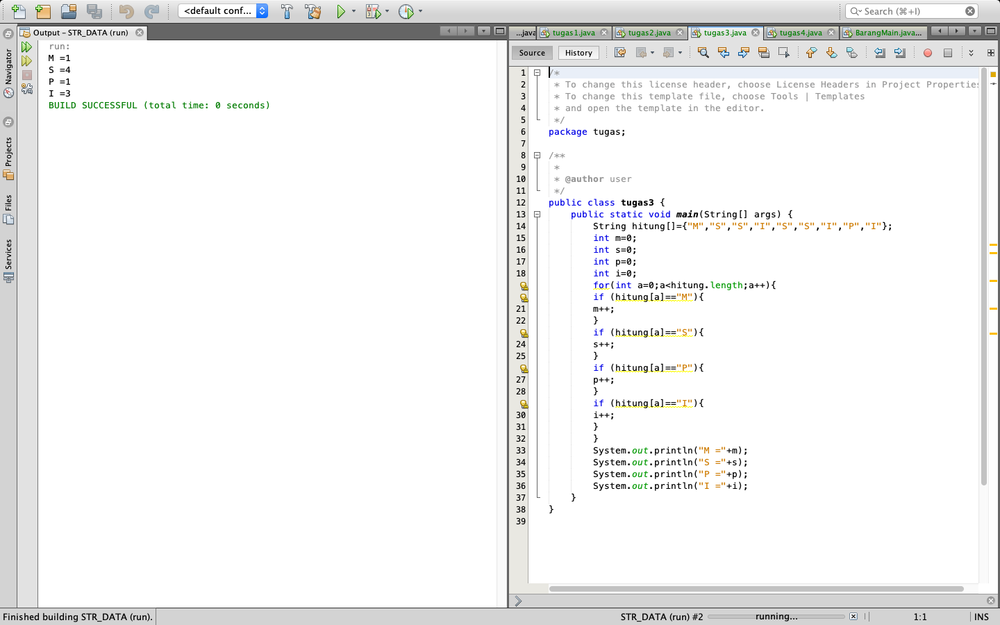 <default conf...
Search (⌘+I)
Output – STR_DATA (run)
...java
tugas1.java
tugas2.java
tugas3.java
tugas4.java
BarangMain.java...
Source
History
Navigator
Projects
Files
Services
run:
M =1
S =4
P =1
I =3
BUILD SUCCESSFUL (total time: 0 seconds)
1 /*
2 * To change this license header, choose License Headers in Project Properties
3 * To change this template file, choose Tools | Templates
4 * and open the template in the editor.
5 */
6 package tugas;
7
8 /**
9 *
10 * @author user
11 */
12 public class tugas3 {
13 public static void main(String[] args) {
14 String hitung[]={"M","S","S","I","S","S","I","P","I"};
15 int m=0;
16 int s=0;
17 int p=0;
18 int i=0;
for(int a=0;a<hitung.length;a++){
if (hitung[a]=="M"){
21 m++;
22 }
if (hitung[a]=="S"){
24 s++;
25 }
if (hitung[a]=="P"){
27 p++;
28 }
if (hitung[a]=="I"){
30 i++;
31 }
32 }
33 System.out.println("M ="+m);
34 System.out.println("S ="+s);
35 System.out.println("P ="+p);
36 System.out.println("I ="+i);
37 }
38 }
39
Finished building STR_DATA (run).
STR_DATA (run) #2
running...
1:1
INS